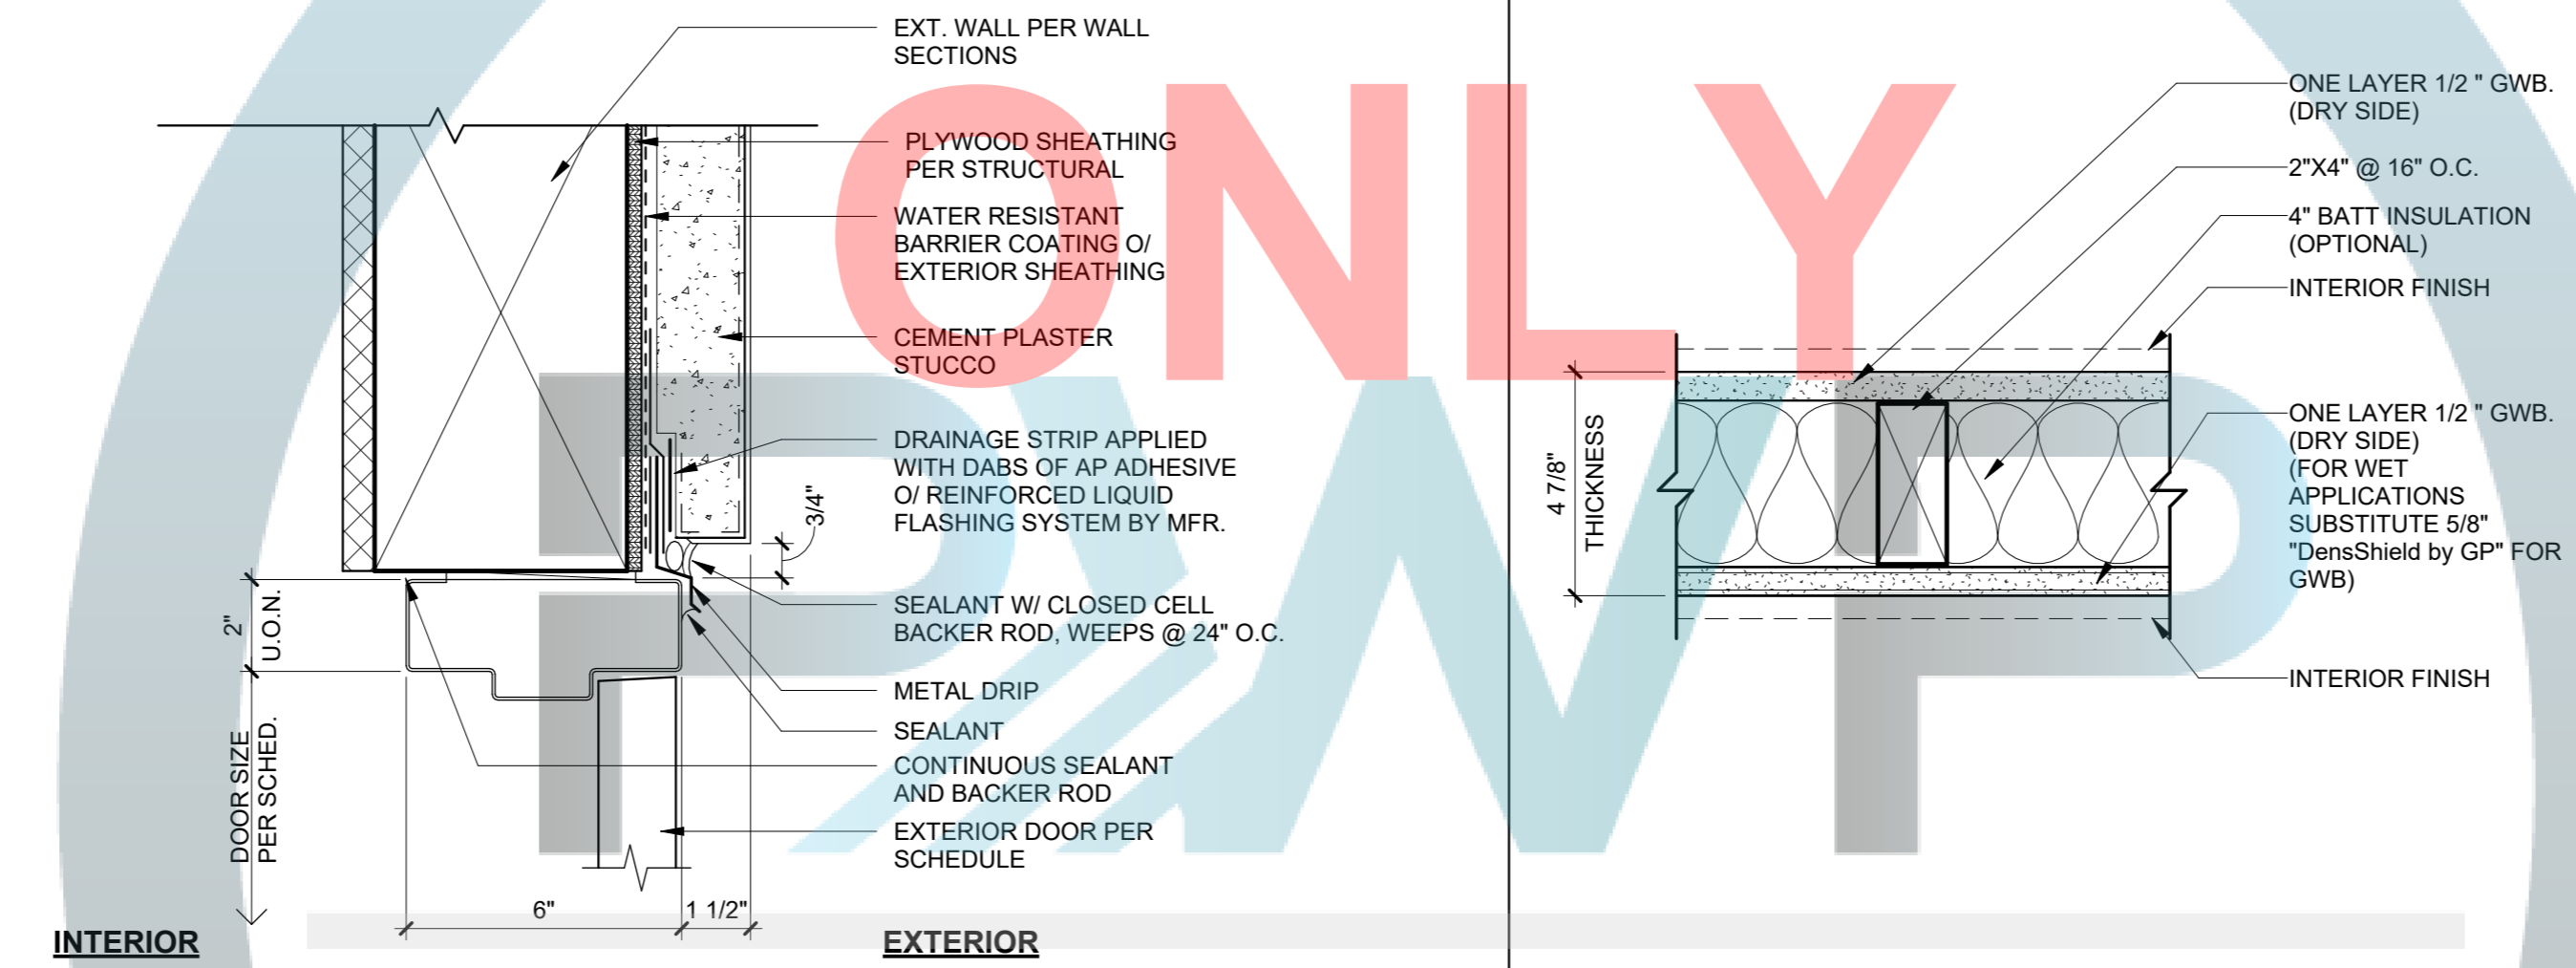 EXT. WALL PER WALL
SECTIONS
PLYWOOD SHEATHING
PER STRUCTURAL
WATER RESISTANT
BARRIER COATING O/
EXTERIOR SHEATHING
CEMENT PLASTER
STUCCO
DRAINAGE STRIP APPLIED
WITH DABS OF AP ADHESIVE
O/ REINFORCED LIQUID
FLASHING SYSTEM BY MFR.
3/4"
SEALANT W/ CLOSED CELL
BACKER ROD, WEEPS @ 24" O.C.
METAL DRIP
SEALANT
CONTINUOUS SEALANT
AND BACKER ROD
EXTERIOR DOOR PER
SCHEDULE
2"
U.O.N.
DOOR SIZE
PER SCHED.
6"
1 1/2"
INTERIOR
EXTERIOR
ONLY
PWP
ONE LAYER 1/2 " GWB.
(DRY SIDE)
2"X4" @ 16" O.C.
4" BATT INSULATION
(OPTIONAL)
INTERIOR FINISH
4 7/8"
THICKNESS
ONE LAYER 1/2 " GWB.
(DRY SIDE)
(FOR WET
APPLICATIONS
SUBSTITUTE 5/8"
"DensShield by GP" FOR
GWB)
INTERIOR FINISH